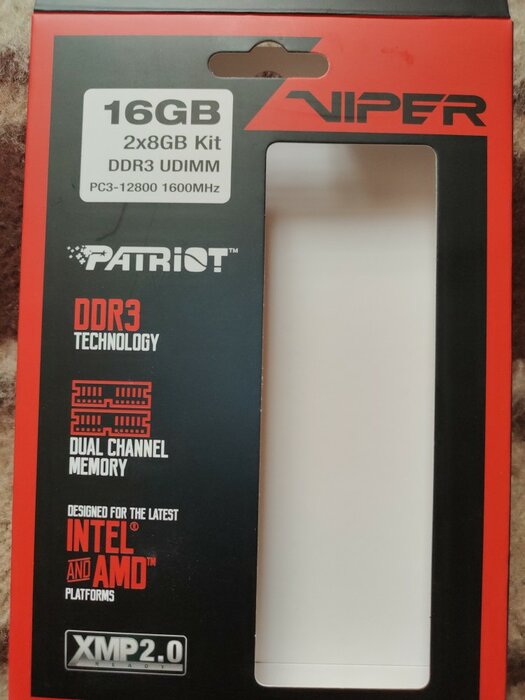 VIPER
16GB
2x8GB Kit
DDR3 UDIMM
PC3-12800 1600MHz
PATRIOT™
DDR3
TECHNOLOGY
DUAL CHANNEL
MEMORY
DESIGNED FOR THE LATEST
INTEL®
AND AMD™
PLATFORMS
XMP2.0
READY